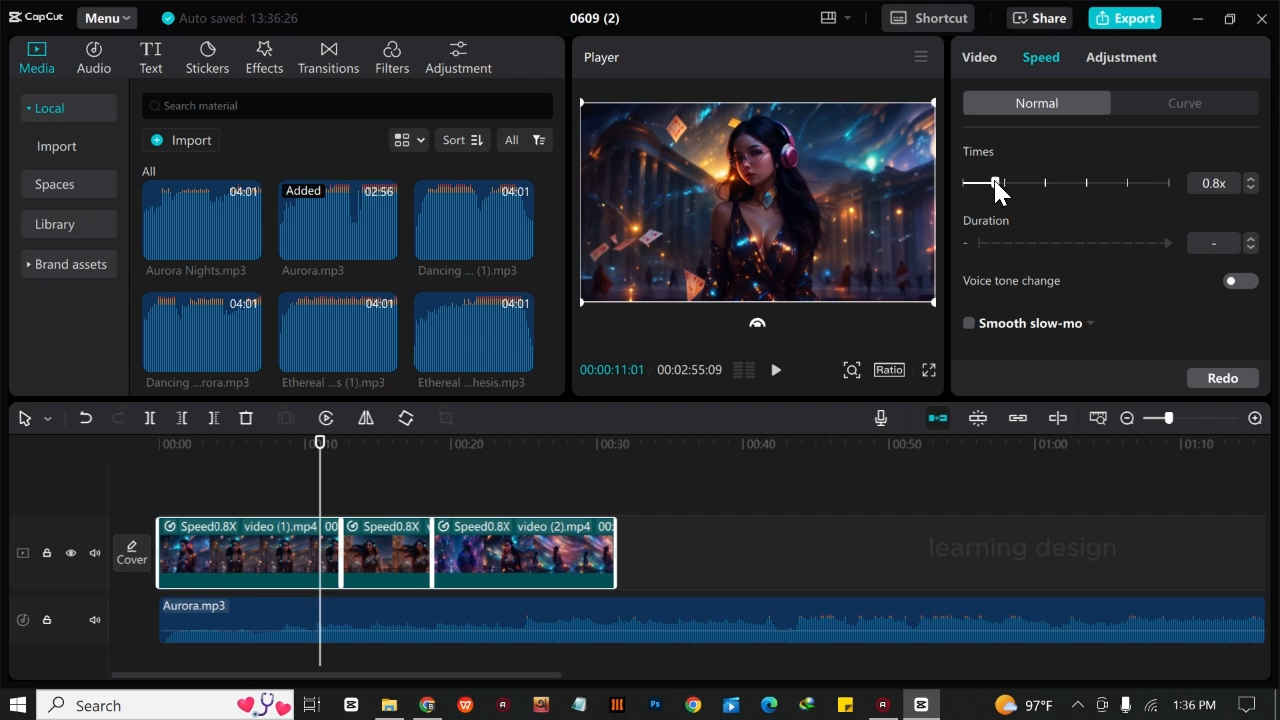 CapCut
Menu
Auto saved: 13:36:26
0609 (2)
Shortcut
Share
Export
Media
Audio
TI
Text
Stickers
Effects
Transitions
Filters
Adjustment
Local
Import
Spaces
Library
Brand assets
Search material
Import
Sort
All
All
04:01
Added
02:56
04:01
Aurora Nights.mp3
Aurora.mp3
Dancing ... (1).mp3
04:01
04:01
04:01
Dancing ...rora.mp3
Ethereal ...s (1).mp3
Ethereal ...hesis.mp3
Player
00:00:11:01
00:02:55:09
Ratio
Video
Speed
Adjustment
Normal
Curve
Times
0.8x
Duration
-
-
Voice tone change
Smooth slow-mo
Redo
00:00
00:20
00:30
00:40
00:50
01:00
01:10
Cover
Speed0.8X video (1).mp4 00
Speed0.8X
Speed0.8X video (2).mp4 00:
learning design
Aurora.mp3
Search
97°F
1:36 PM